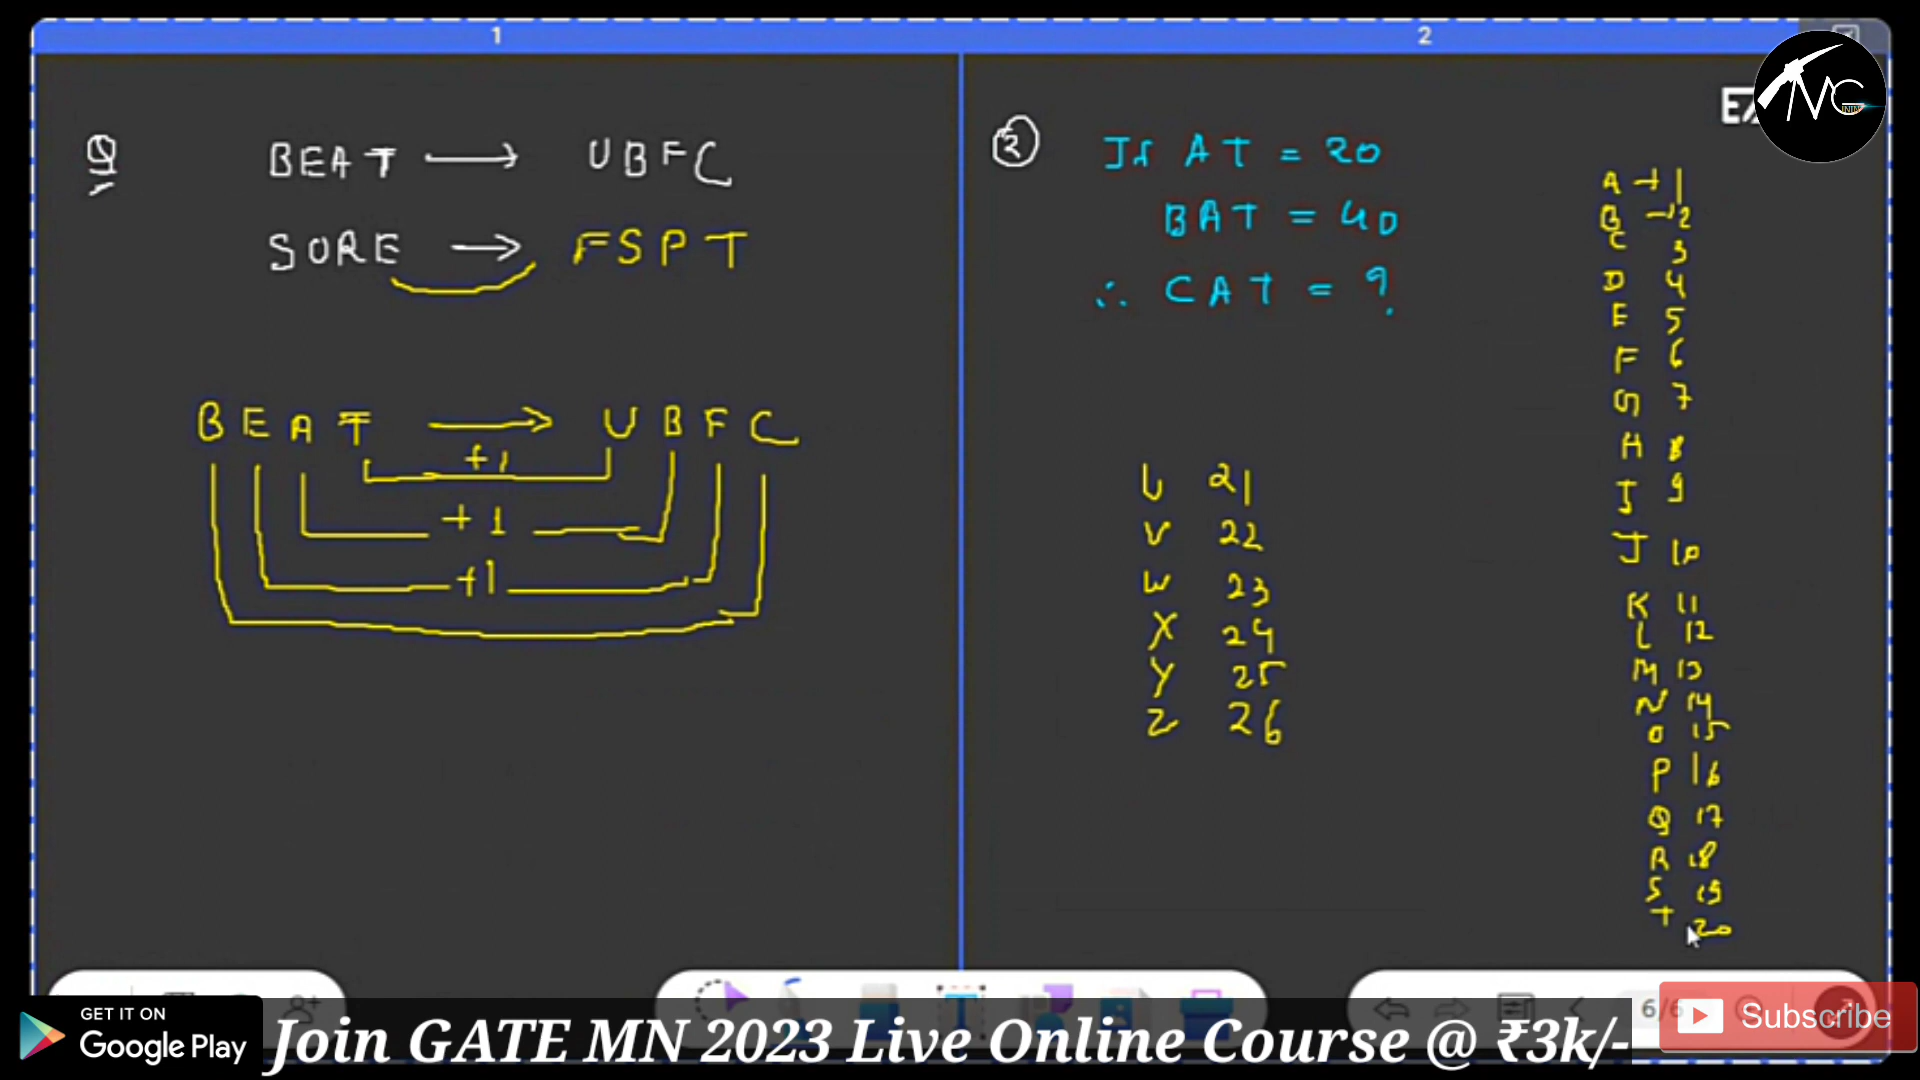 1
2
Q
BEAT → UBFC
SORE → FSPT
BEAT → UBFC
+1
+1
+1
2
If AT = 20
BAT = 40
∴ CAT = ?
U 21
V 22
W 23
X 24
Y 25
Z 26
A → 1
B → 2
C 3
D 4
E 5
F 6
G 7
H 8
I 9
J 10
K 11
L 12
M 13
N 14
O 15
P 16
Q 17
R 18
S 19
T 20
MG
6/6
GET IT ON
Google Play
Join GATE MN 2023 Live Online Course @ ₹3k/-
Subscribe